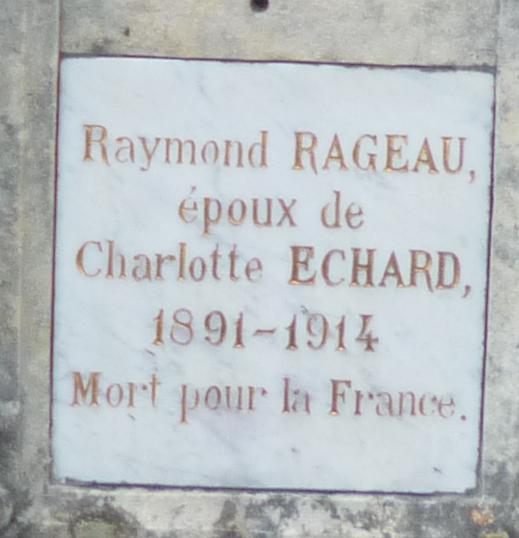 Raymond RAGEAU,
époux de
Charlotte ECHARD,
1891-1914
Mort pour la France.